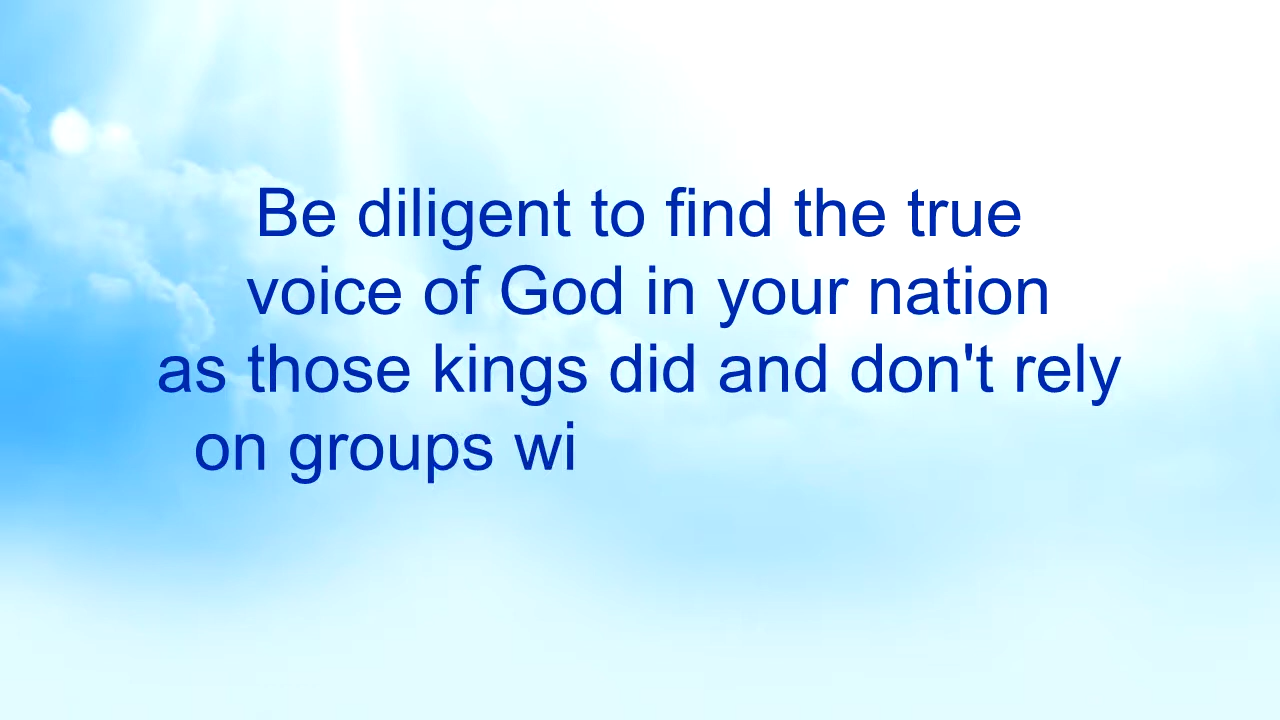 Be diligent to find the true
voice of God in your nation
as those kings did and don't rely
on groups wi